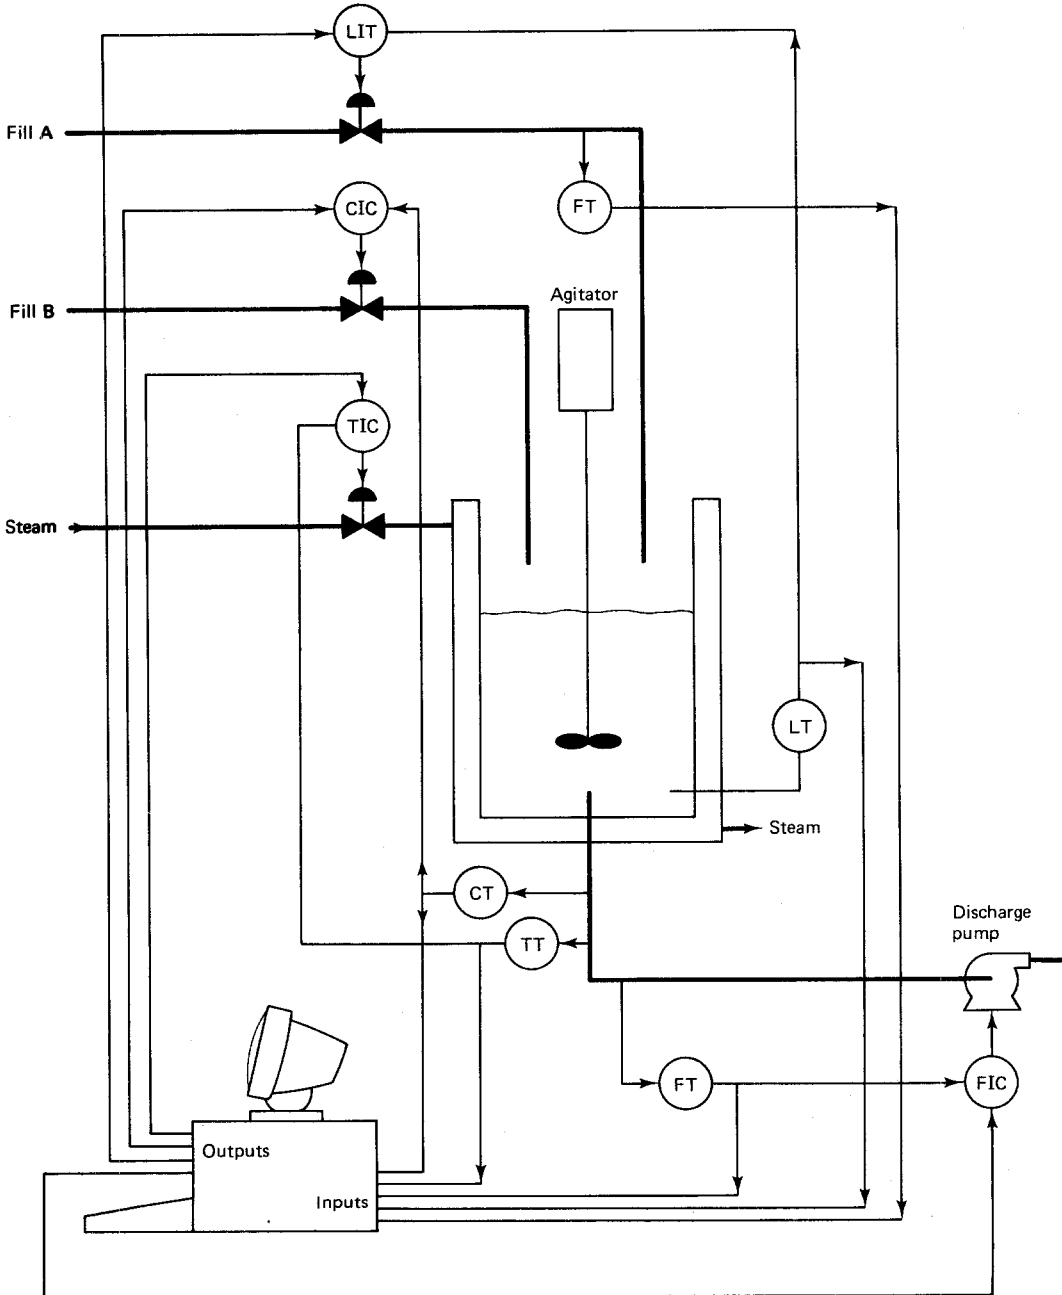 LIT
Fill A
CIC
FT
Fill B
Agitator
TIC
Steam
LT
Steam
CT
Discharge
pump
TT
FT
FIC
Outputs
Inputs